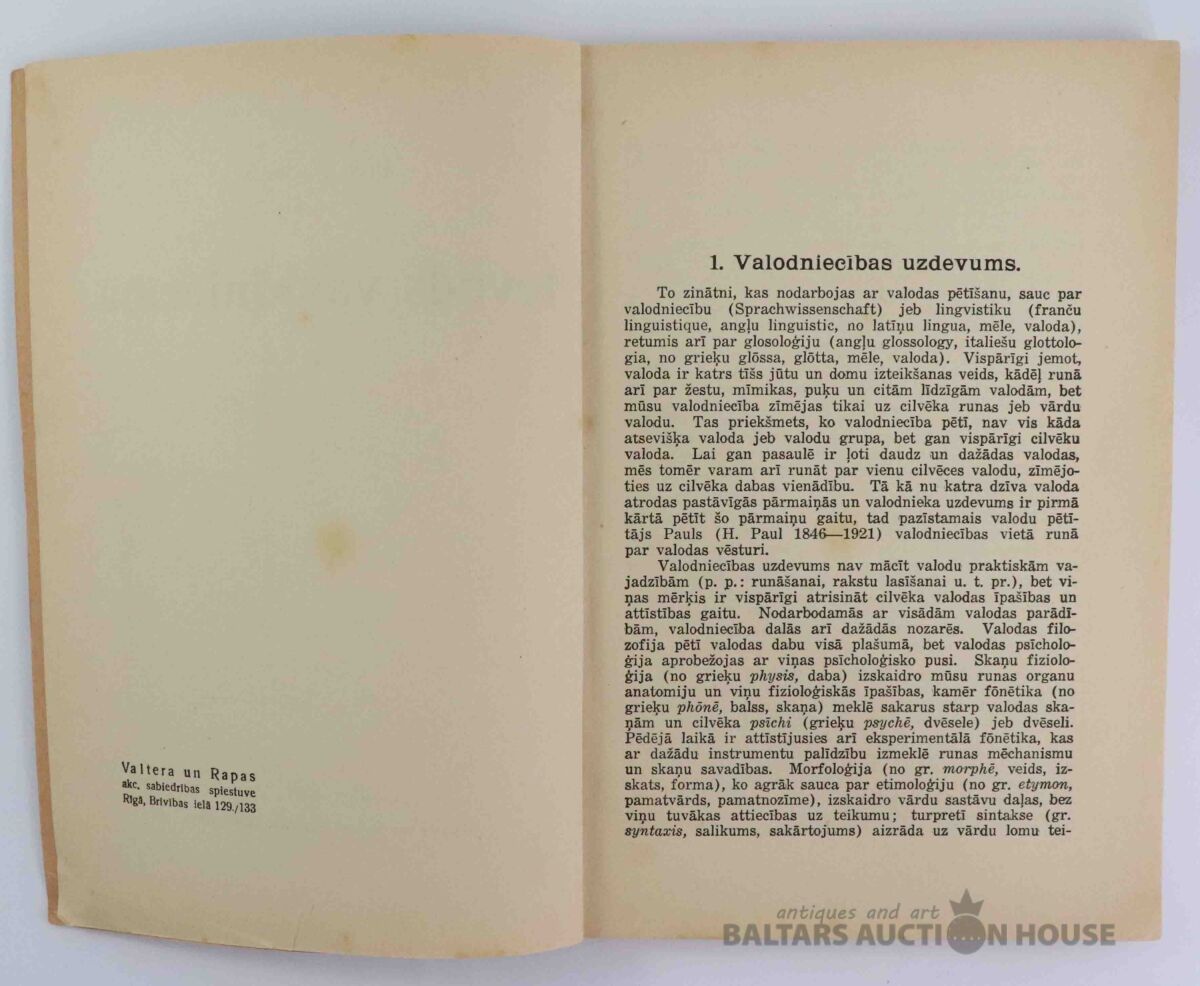 Valtera un Rapas
akc. sabiedrības spiestuve
Rīgā, Brīvības ielā 129./133
1. Valodniecības uzdevums.
To zinātni, kas nodarbojas ar valodas pētīšanu, sauc par
valodniecību (Sprachwissenschaft) jeb lingvistiku (franču
linguistique, angļu linguistic, no latīņu lingua, mēle, valoda),
retumis arī par glosoloģiju (angļu glossology, italiešu glottolo-
gia, no grieķu glōssa, glōtta, mēle, valoda). Vispārīgi jemot,
valoda ir katrs tīšs jūtu un domu izteikšanas veids, kādēļ runā
arī par žestu, mīmikas, puķu un citām līdzīgām valodām, bet
mūsu valodniecība zīmējas tikai uz cilvēka runas jeb vārdu
valodu. Tas priekšmets, ko valodniecība pētī, nav vis kāda
atsevišķa valoda jeb valodu grupa, bet gan vispārīgi cilvēku
valoda. Lai gan pasaulē ir ļoti daudz un dažādas valodas,
mēs tomēr varam arī runāt par vienu cilvēces valodu, zīmējo-
ties uz cilvēka dabas vienādību. Tā kā nu katra dzīva valoda
atrodas pastāvīgās pārmaiņās un valodnieka uzdevums ir pirmā
kārtā pētīt šo pārmaiņu gaitu, tad pazīstamais valodu pētī-
tājs Pauls (H. Paul 1846—1921) valodniecības vietā runā
par valodas vēsturi.
Valodniecības uzdevums nav mācīt valodu praktiskām va-
jadzībām (p. p.: runāšanai, rakstu lasīšanai u. t. pr.), bet vi-
ņas mērķis ir vispārīgi atrisināt cilvēka valodas īpašības un
attīstības gaitu. Nodarbodamās ar visādām valodas parādī-
bām, valodniecība dalās arī dažādās nozarēs. Valodas filo-
zofija pētī valodas dabu visā plašumā, bet valodas psīcholo-
ģija aprobežojas ar viņas psīcholoģisko pusi. Skaņu fiziolo-
ģija (no grieķu physis, daba) izskaidro mūsu runas organu
anatomiju un viņu fizioloģiskās īpašības, kamēr fōnētika (no
grieķu phōnē, balss, skaņa) meklē sakarus starp valodas ska-
ņām un cilvēka psīchi (grieķu psychē, dvēsele) jeb dvēseli.
Pēdējā laikā ir attīstījusies arī eksperimentālā fōnētika, kas
ar dažādu instrumentu palīdzību izmeklē runas mēchanismu
un skaņu savadības. Morfoloģija (no gr. morphē, veids, iz-
skats, forma), ko agrāk sauca par etimoloģiju (no gr. etymon,
pamatvārds, pamatnozīme), izskaidro vārdu sastāvu daļas, bez
viņu tuvākas attiecības uz teikumu; turpretī sintakse (gr.
syntaxis, salikums, sakārtojums) aizrāda uz vārdu lomu tei-
antiques and art
BALTARS AUCTION HOUSE